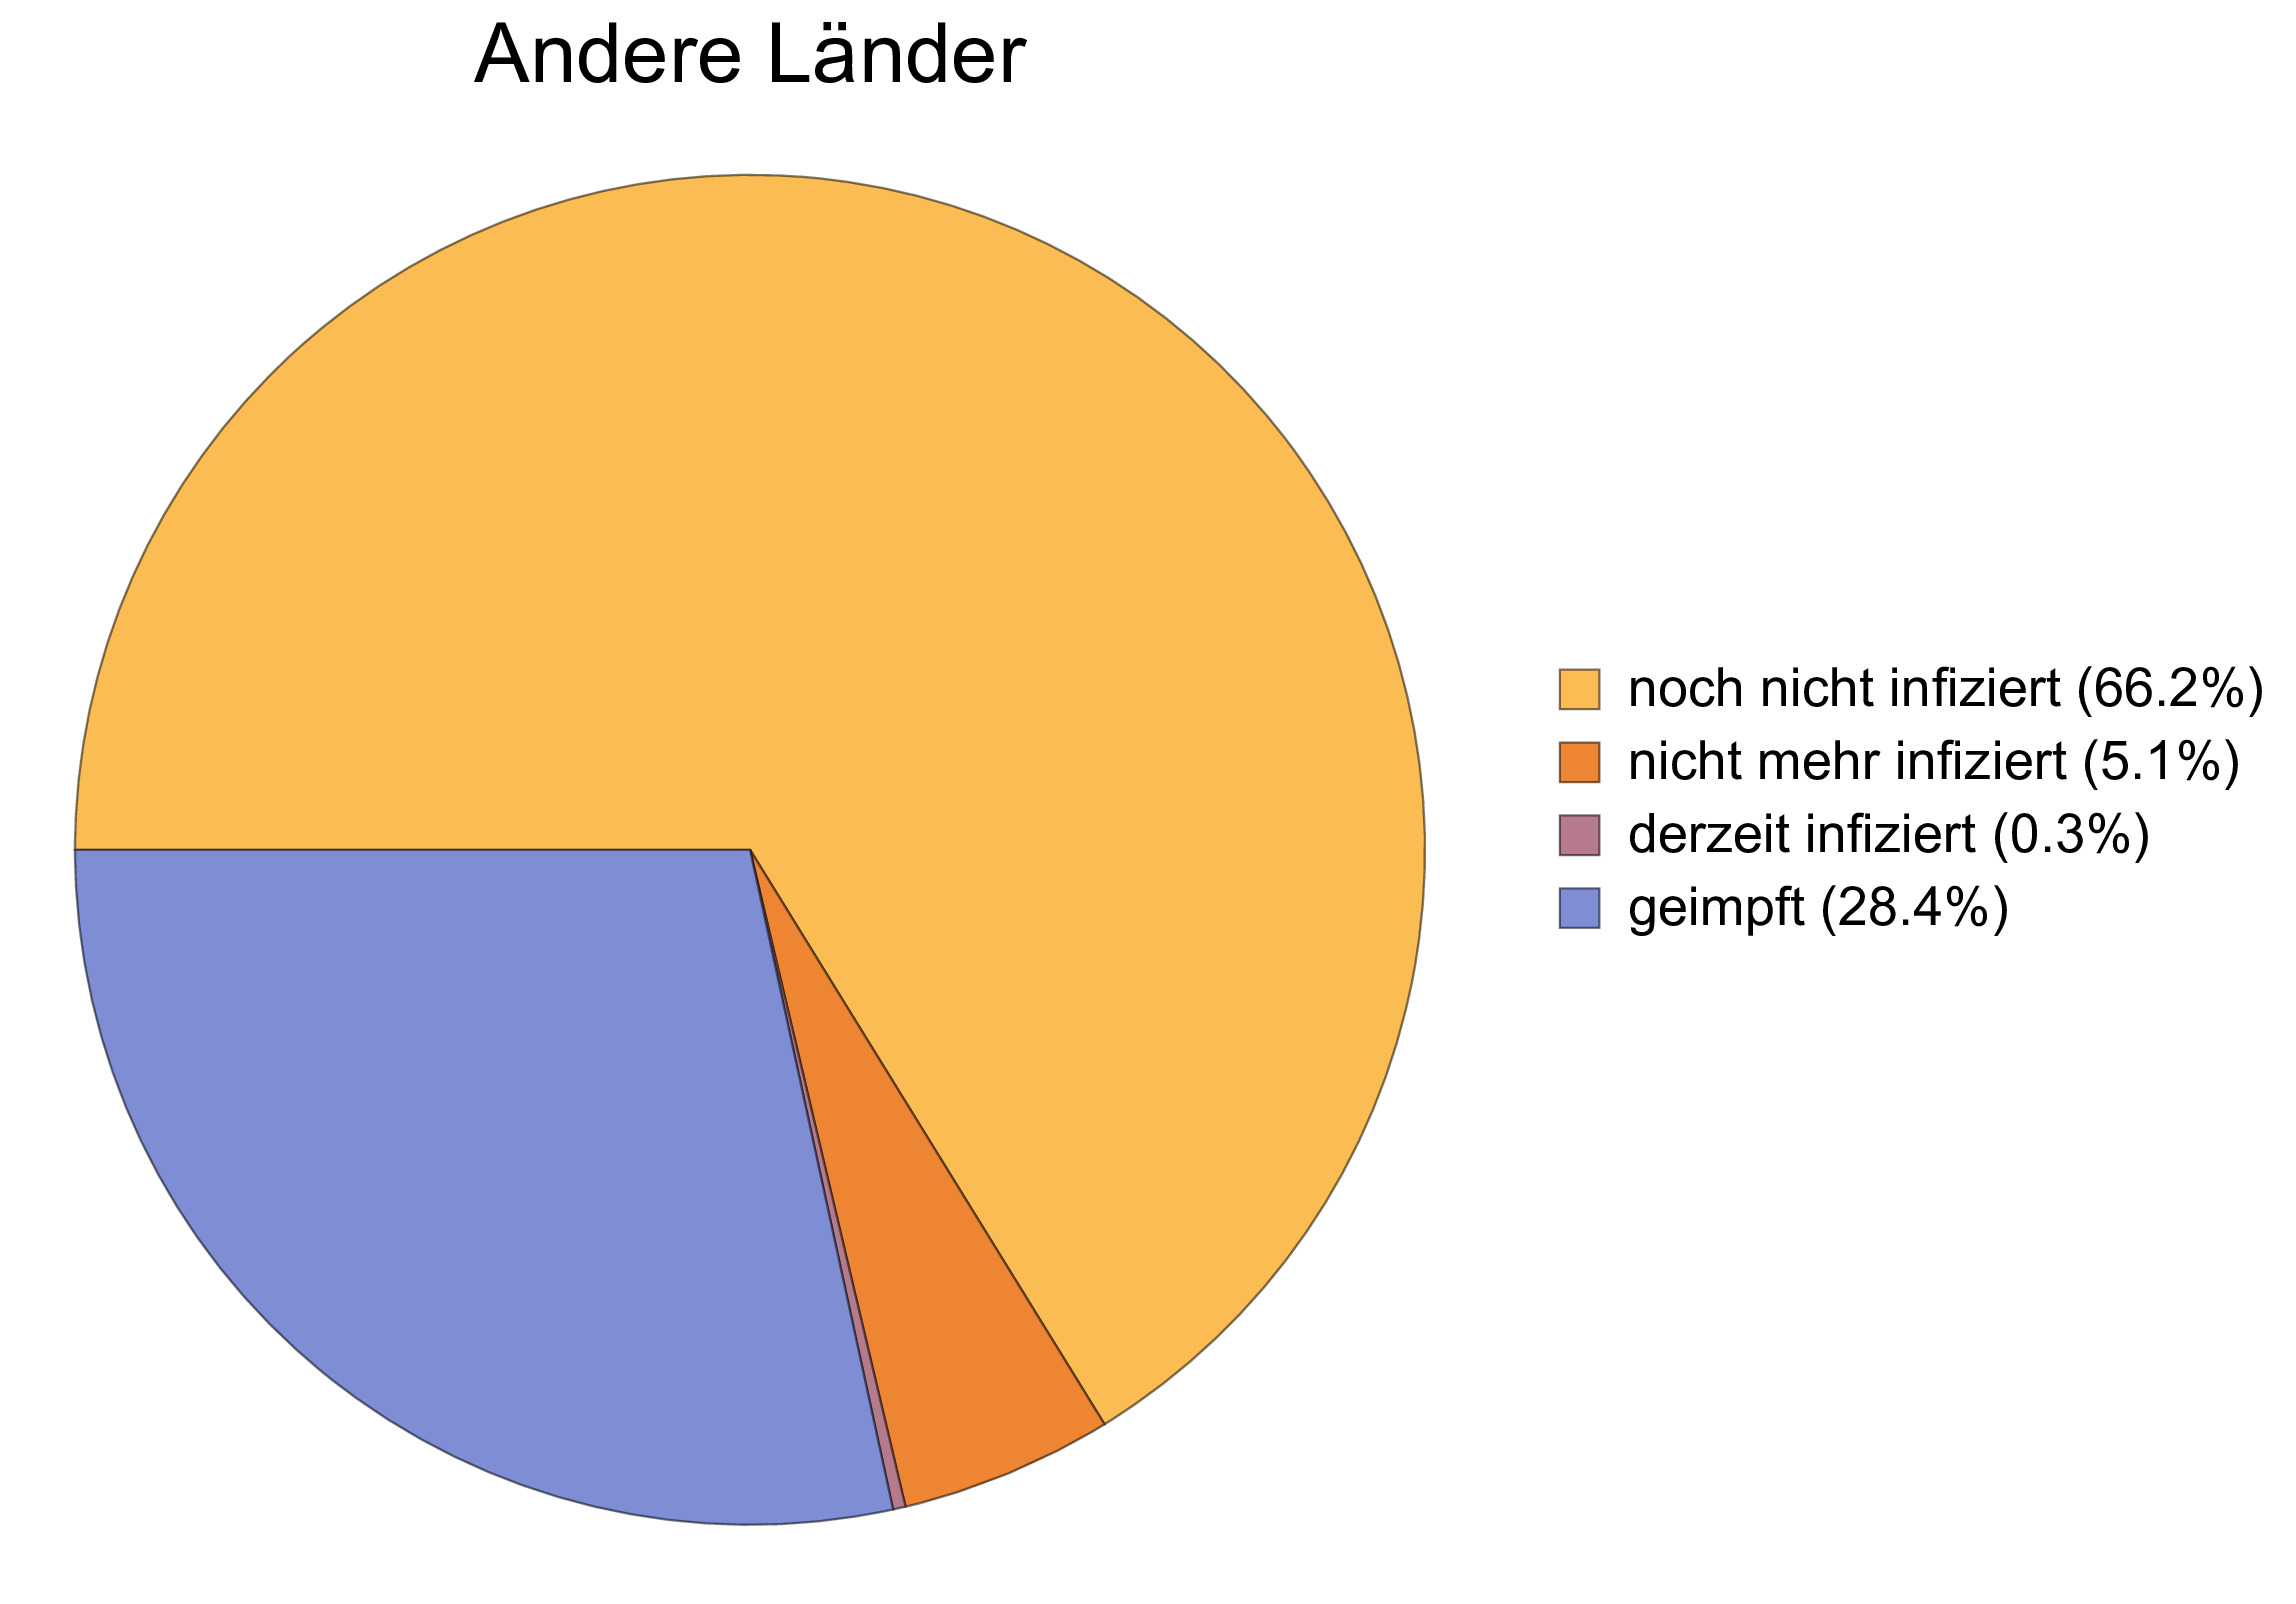 Andere Länder
noch nicht infiziert (66.2%)
nicht mehr infiziert (5.1%)
derzeit infiziert (0.3%)
geimpft (28.4%)